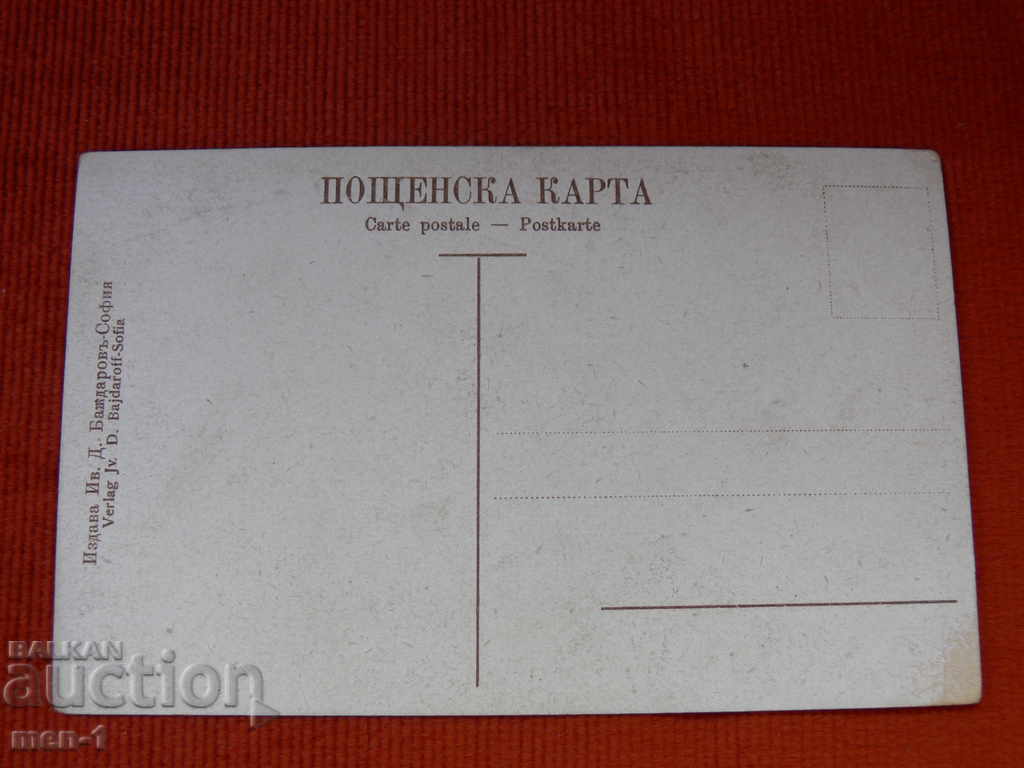 ПОЩЕНСКА КАРТА
Carte postale — Postkarte
Издава Ив. Д. Баждаровъ-София
Verlag Jv. D. Bajdaroff-Sofia
BALKAN
auction
men-1